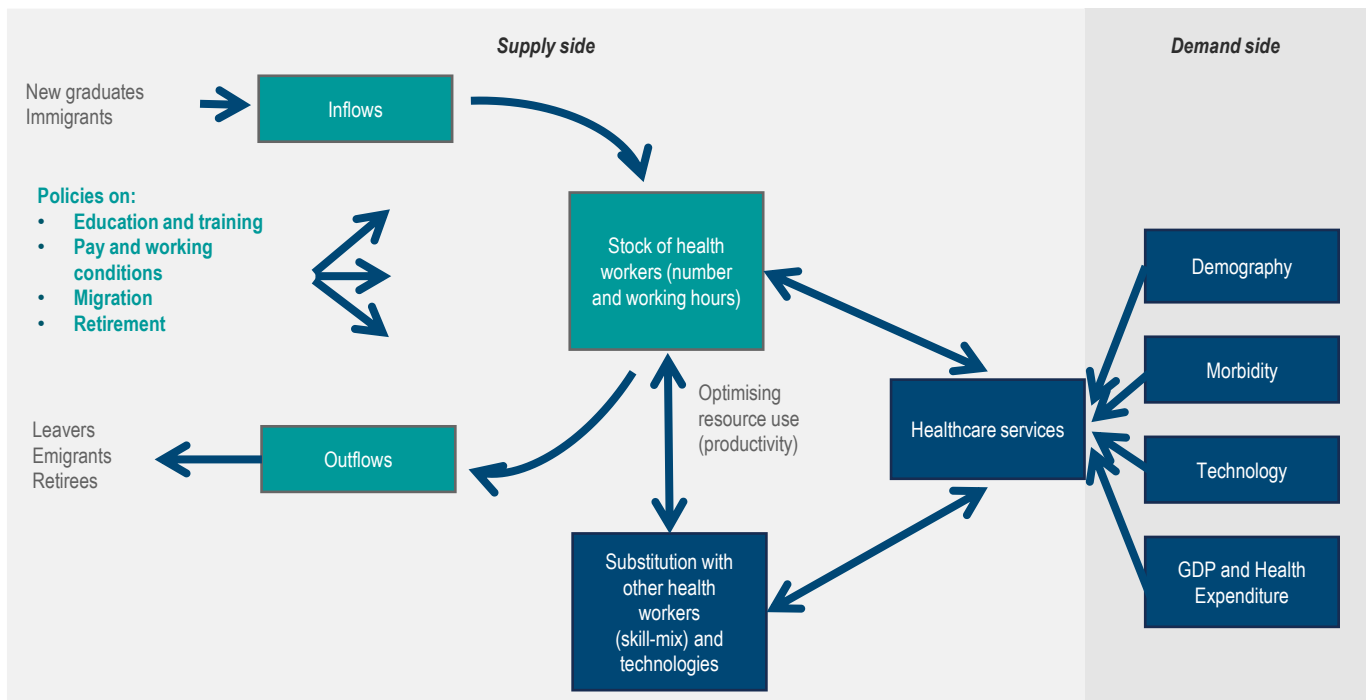 Supply side
Demand side
New graduates
Immigrants
Inflows
Policies on:
• Education and training
• Pay and working
conditions
• Migration
• Retirement
Stock of health
workers (number
and working hours)
Demography
Morbidity
Optimising
resource use
(productivity)
Healthcare services
Leavers
Emigrants
Retirees
Outflows
Technology
Substitution with
other health
workers
(skill-mix) and
technologies
GDP and Health
Expenditure